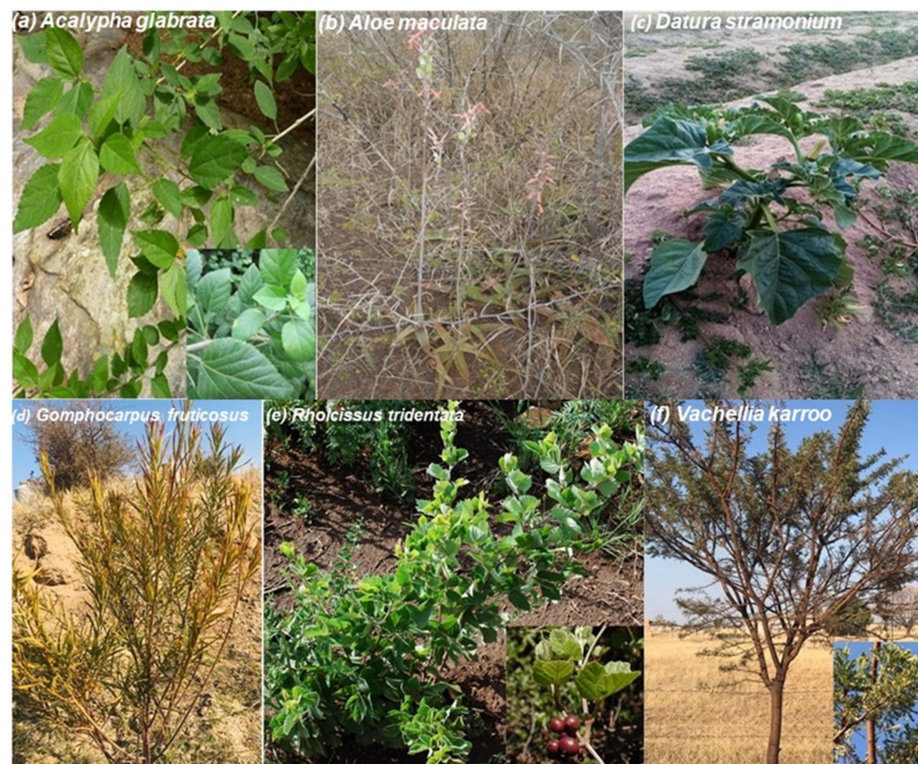 (a) Acalypha glabrata
(b) Aloe maculata
(c) Datura stramonium
(d) Gomphocarpus fruticosus
(e) Rhoicissus tridentata
(f) Vachellia karroo